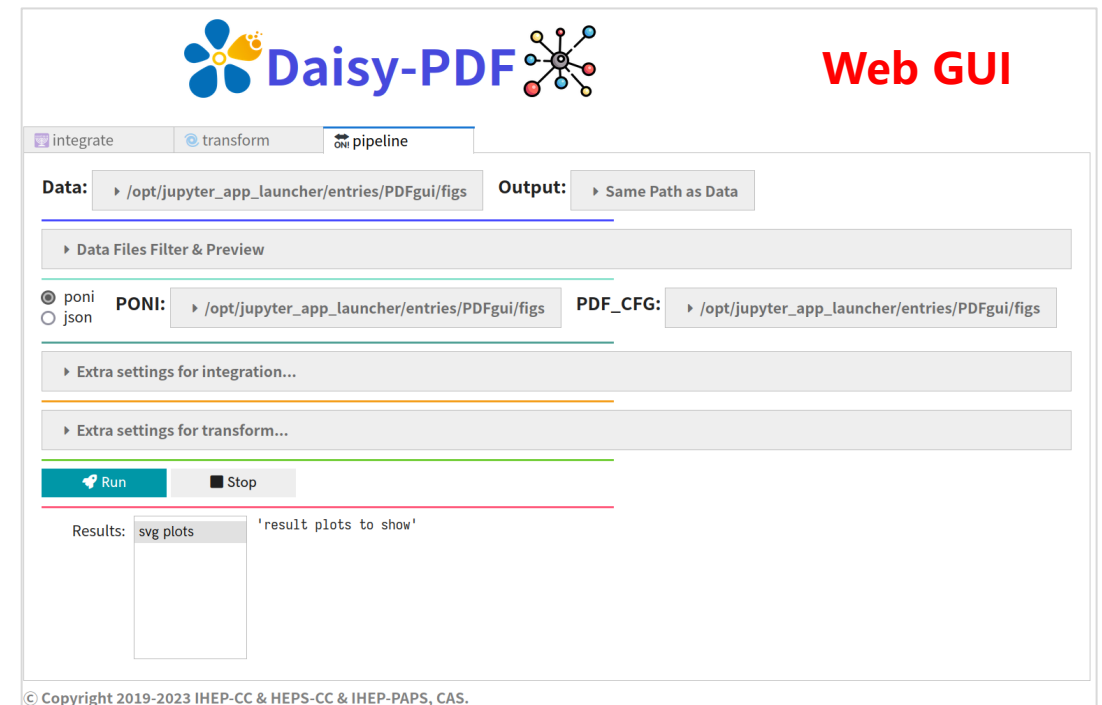 Daisy-PDF Web GUI
integrate transform ON! pipeline
Data: /opt/jupyter_app_launcher/entries/PDFgui/figs Output: Same Path as Data
Data Files Filter & Preview
poni
json
PONI: /opt/jupyter_app_launcher/entries/PDFgui/figs PDF_CFG: /opt/jupyter_app_launcher/entries/PDFgui/figs
Extra settings for integration...
Extra settings for transform...
Run Stop
Results: svg plots 'result plots to show'
© Copyright 2019-2023 IHEP-CC & HEPS-CC & IHEP-PAPS, CAS.